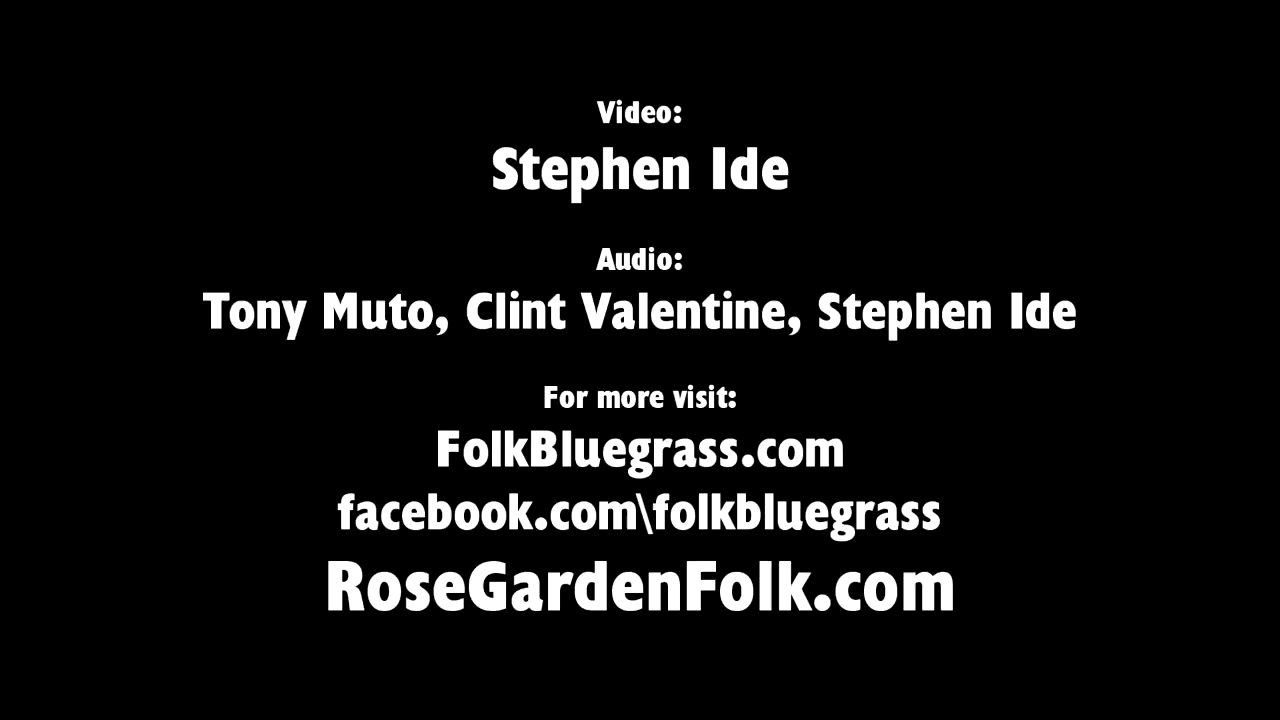 Video:
Stephen Ide
Audio:
Tony Muto, Clint Valentine, Stephen Ide
For more visit:
FolkBluegrass.com
facebook.com\folkbluegrass
RoseGardenFolk.com